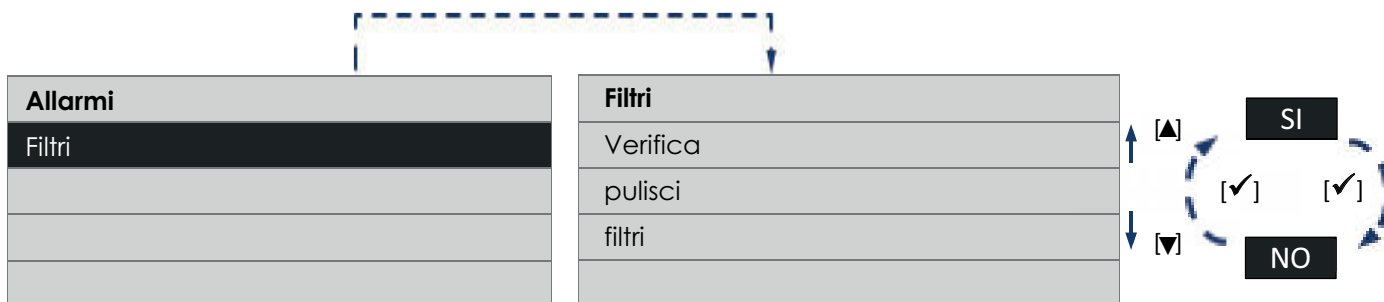 Allarmi
Filtri
Filtri
Verifica
pulisci
filtri
[▲]
[▼]
SI
[✓] [✓]
NO